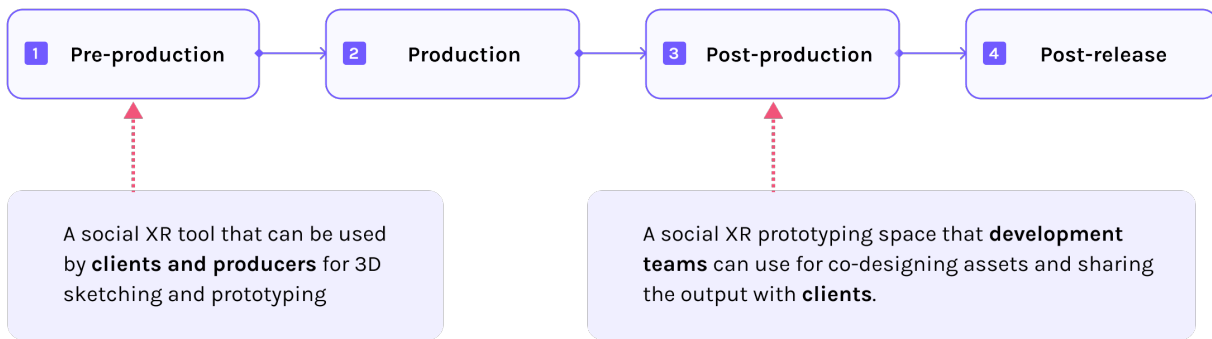 1 Pre-production
2 Production
3 Post-production
4 Post-release
A social XR tool that can be used
by clients and producers for 3D
sketching and prototyping
A social XR prototyping space that development
teams can use for co-designing assets and sharing
the output with clients.